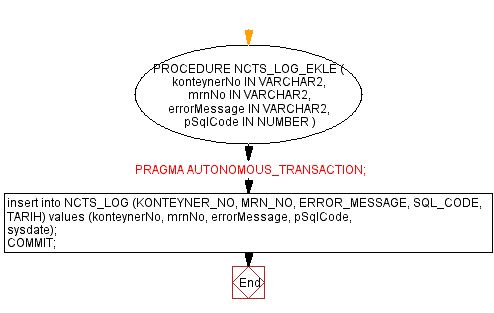 PROCEDURE NCTS_LOG_EKLE (
konteynerNo IN VARCHAR2,
mrnNo IN VARCHAR2,
errorMessage IN VARCHAR2,
pSqlCode IN NUMBER )
PRAGMA AUTONOMOUS_TRANSACTION;
insert into NCTS_LOG (KONTEYNER_NO, MRN_NO, ERROR_MESSAGE, SQL_CODE,
TARIH) values (konteynerNo, mrnNo, errorMessage, pSqlCode,
sysdate);
COMMIT;
End